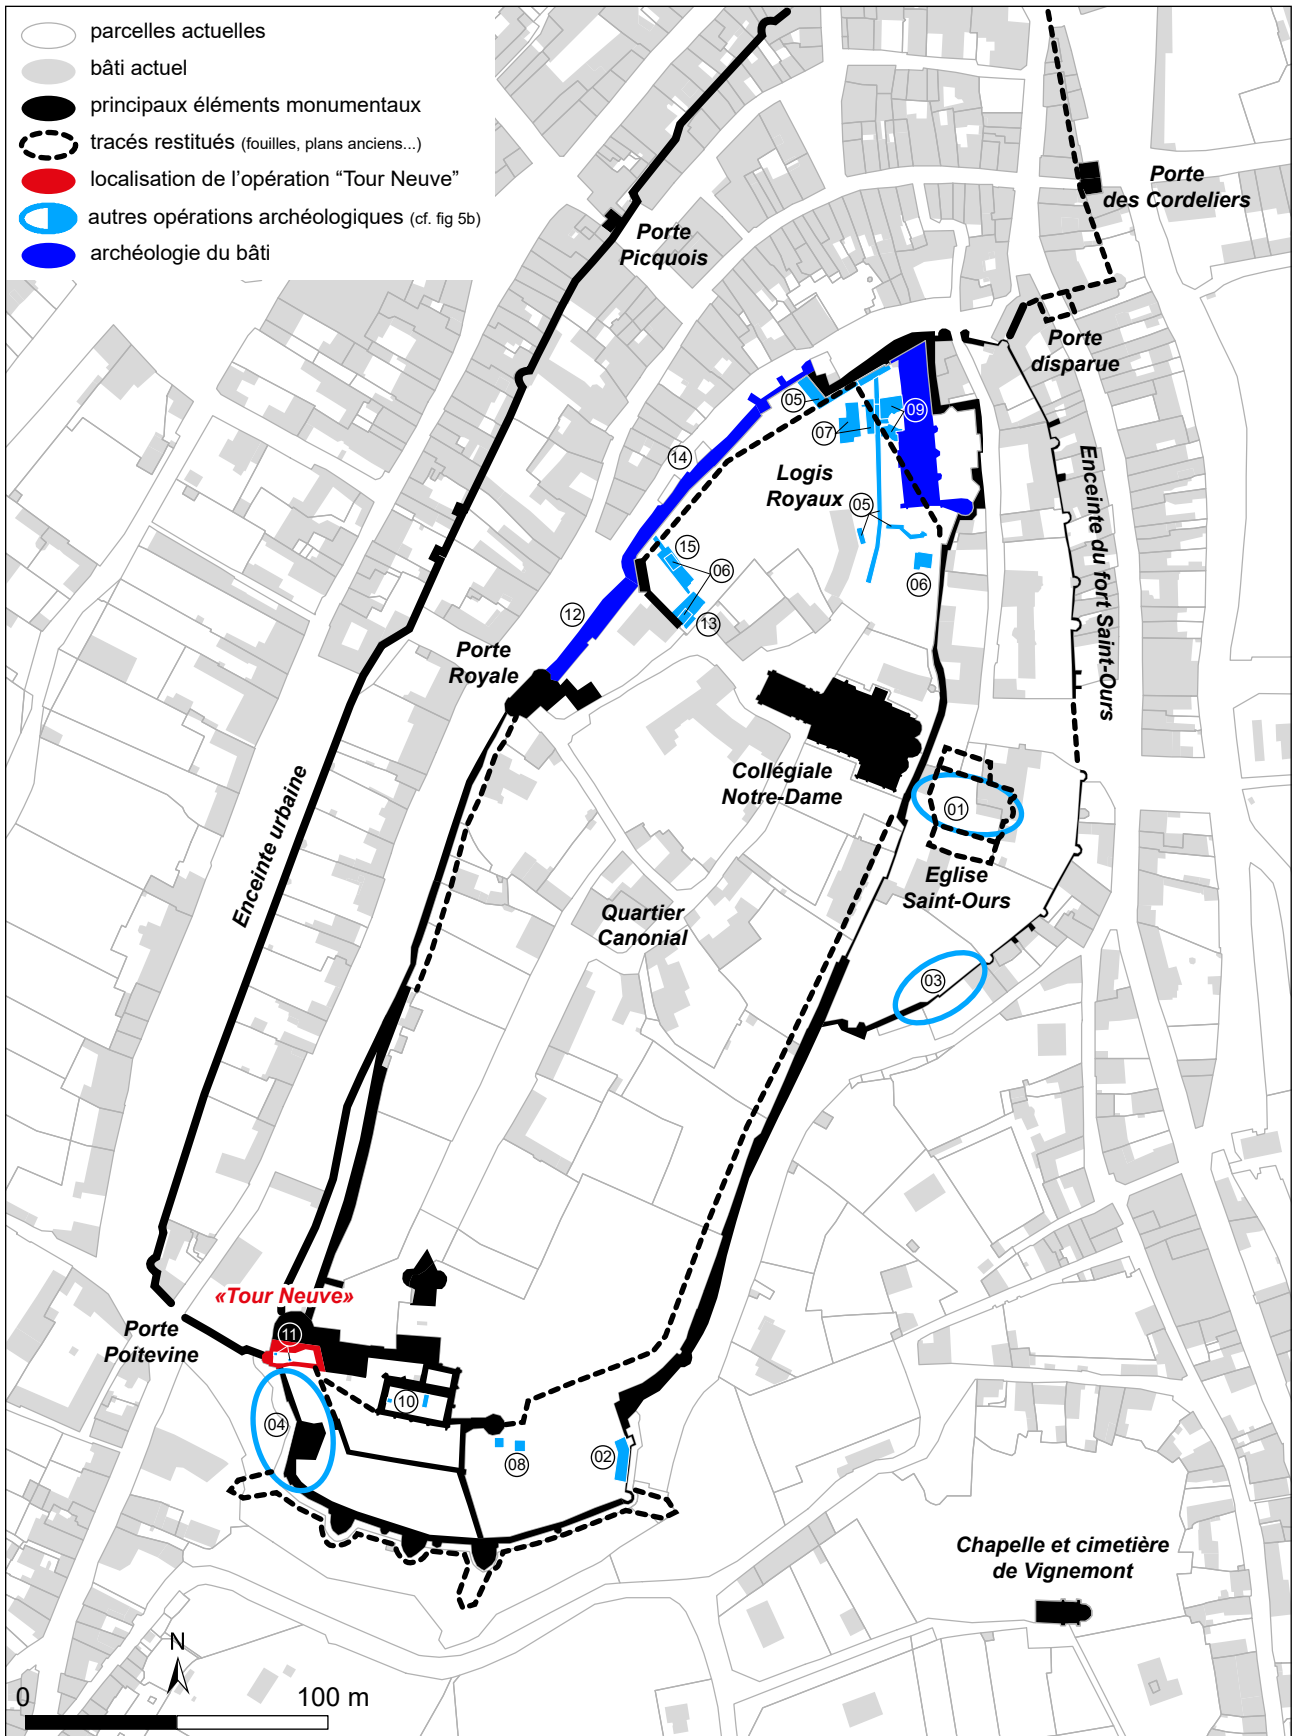 parcelles actuelles
bâti actuel
principaux éléments monumentaux
tracés restitués (fouilles, plans anciens...)
localisation de l’opération “Tour Neuve”
autres opérations archéologiques (cf. fig 5b)
archéologie du bâti
Porte
des Cordeliers
Porte
Picquois
Porte
disparue
05
09
07
14
Logis
Royaux
05
Enceinte du fort Saint-Ours
15
06
06
12
13
Porte
Royale
Collégiale
Notre-Dame
01
Enceinte urbaine
Eglise
Saint-Ours
Quartier
Canonial
03
«Tour Neuve»
Porte
Poitevine
11
10
04
08
02
Chapelle et cimetière
de Vignemont
N
0
100 m